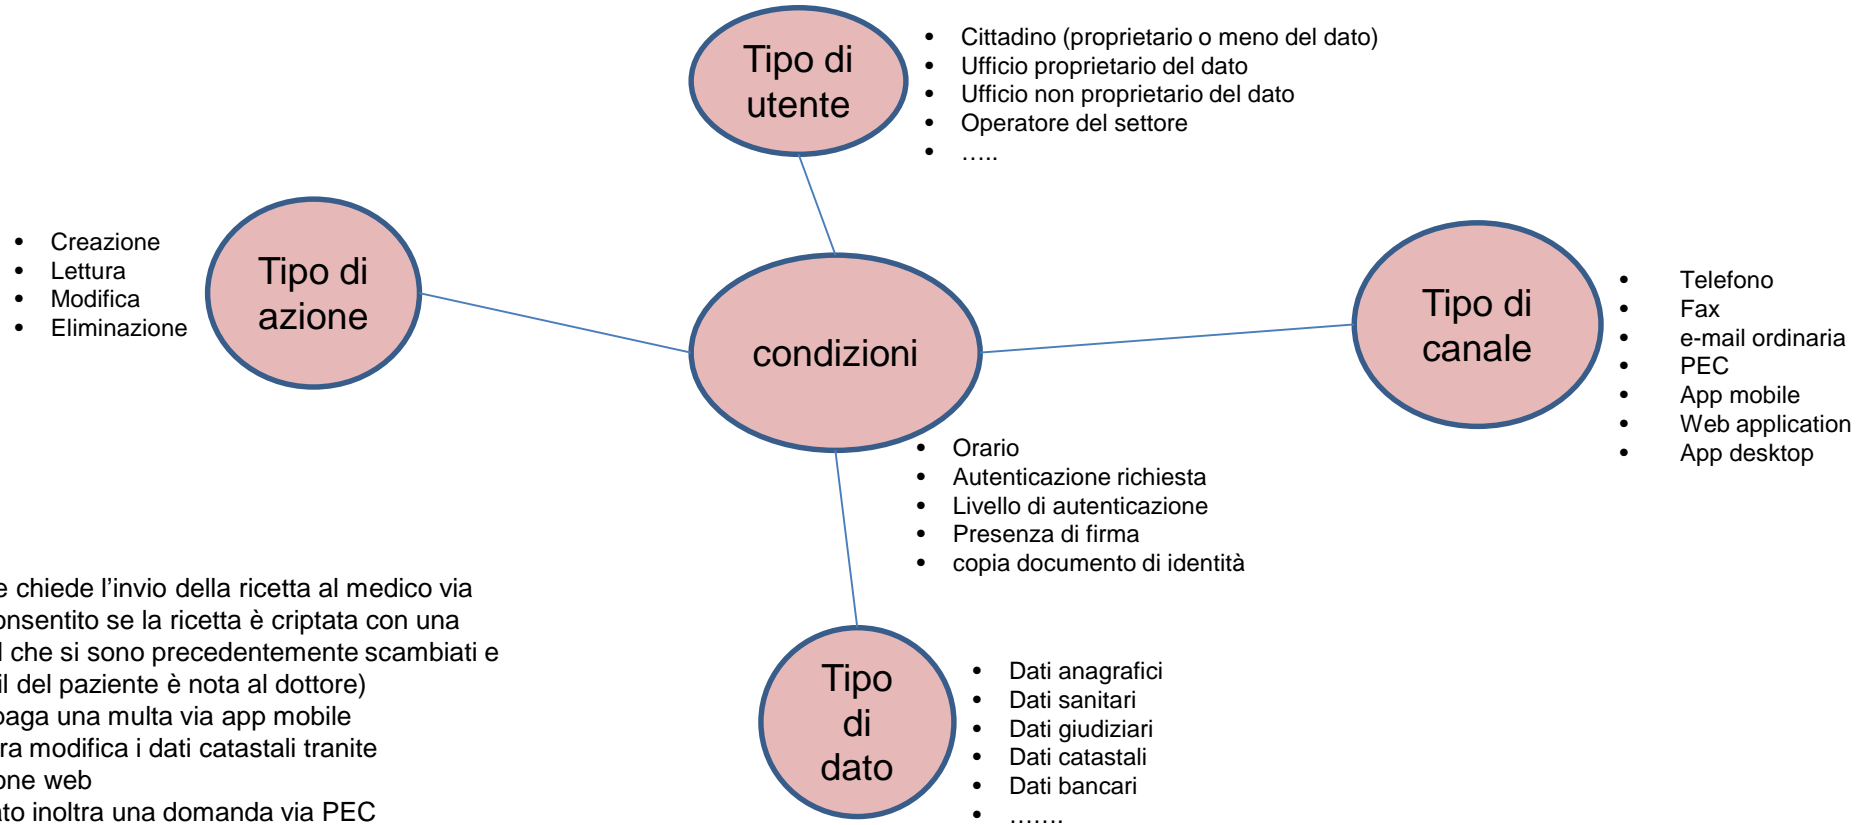 Tipo di
utente
• Cittadino (proprietario o meno del dato)
• Ufficio proprietario del dato
• Ufficio non proprietario del dato
• Operatore del settore
• …..
• Creazione
• Lettura
• Modifica
• Eliminazione
Tipo di
azione
condizioni
• Orario
• Autenticazione richiesta
• Livello di autenticazione
• Presenza di firma
• copia documento di identità
Tipo di
canale
• Telefono
• Fax
• e-mail ordinaria
• PEC
• App mobile
• Web application
• App desktop
chiede l’invio della ricetta al medico via
se la ricetta è criptata con una
che si sono precedentemente scambiati e
del paziente è nota al dottore)
paga una multa via app mobile
modifica i dati catastali tranite
web
inoltra una domanda via PEC
Tipo
di
dato
• Dati anagrafici
• Dati sanitari
• Dati giudiziari
• Dati catastali
• Dati bancari
• …….